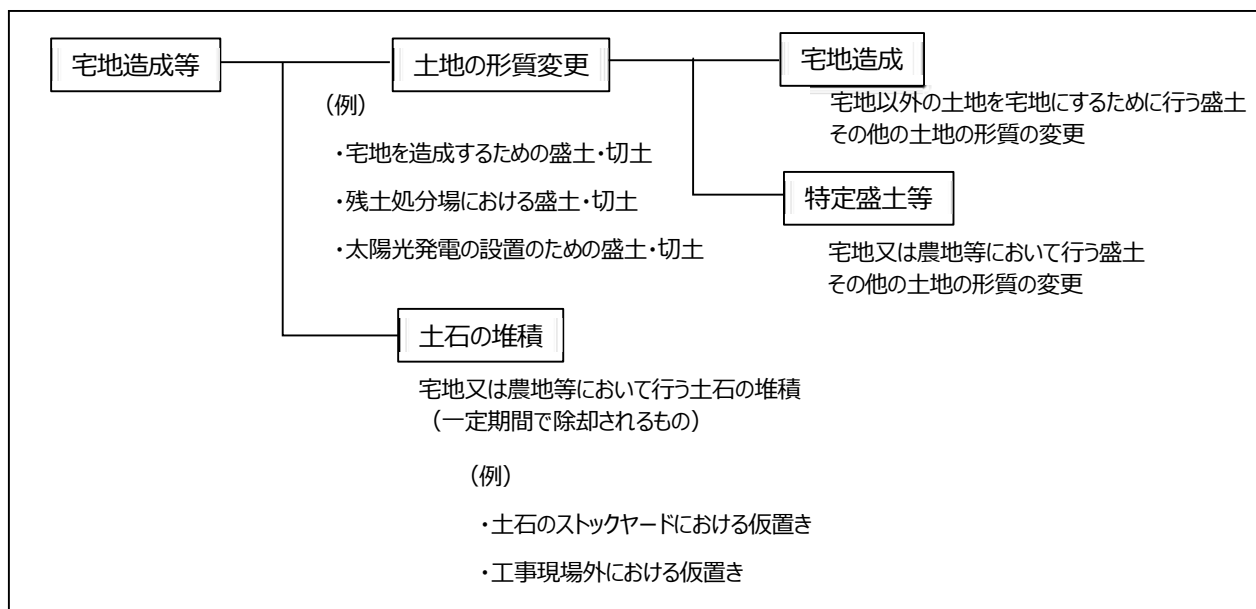 宅地造成等
土地の形質変更
(例)
・宅地を造成するための盛土・切土
・残土処分場における盛土・切土
・太陽光発電の設置のための盛土・切土
宅地造成
宅地以外の土地を宅地にするために行う盛土
その他の土地の形質の変更
特定盛土等
宅地又は農地等において行う盛土
その他の土地の形質の変更
土石の堆積
宅地又は農地等において行う土石の堆積
(一定期間で除却されるもの)
(例)
・土石のストックヤードにおける仮置き
・工事現場外における仮置き